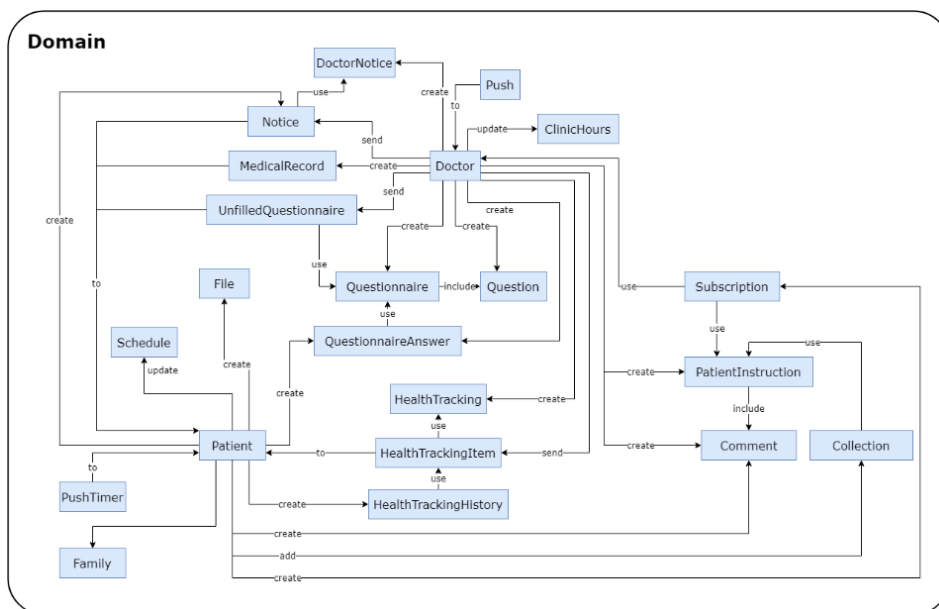 Domain
DoctorNotice
Push
create
use
to
Notice
update
ClinicHours
send
MedicalRecord
create
Doctor
send
UnfilledQuestionnaire
create
create
create
create
to
use
File
Questionnaire
include
Question
use
Subscription
use
Schedule
QuestionnaireAnswer
use
use
update
create
PatientInstruction
create
create
HealthTracking
create
include
use
Patient
to
HealthTrackingItem
send
create
Comment
Collection
to
use
PushTimer
create
HealthTrackingHistory
create
add
Family
create